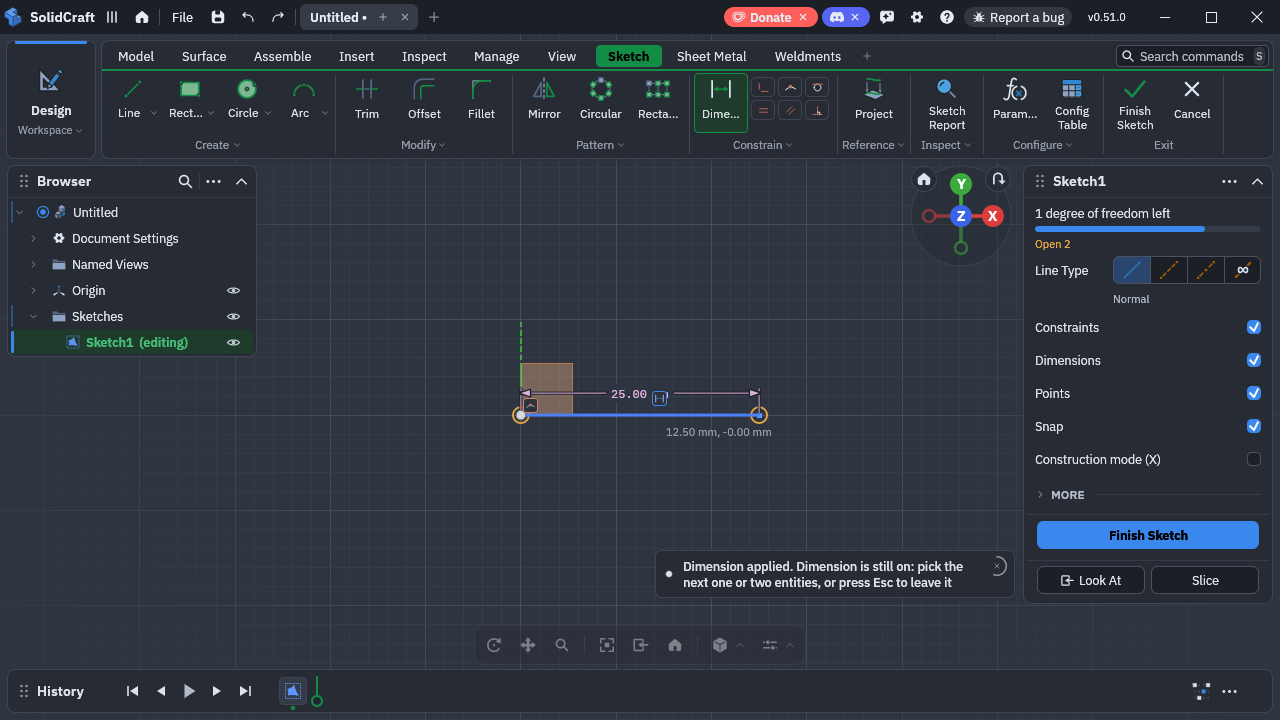 SolidCraft
File
Untitled •
Donate
Report a bug
v0.51.0
Design
Workspace
Model
Surface
Assemble
Insert
Inspect
Manage
View
Sketch
Sheet Metal
Weldments
Search commands
S
Line
Rect...
Circle
Arc
Create
Trim
Offset
Fillet
Modify
Mirror
Circular
Recta...
Pattern
Dime...
Constrain
Project
Reference
Sketch
Report
Inspect
Param...
Config
Table
Configure
Finish
Sketch
Cancel
Exit
Browser
Untitled
Document Settings
Named Views
Origin
Sketches
Sketch1 (editing)
Y
Z
X
25.00
12.50 mm, -0.00 mm
Sketch1
1 degree of freedom left
Open 2
Line Type
Normal
Constraints
Dimensions
Points
Snap
Construction mode (X)
MORE
Finish Sketch
Look At
Slice
Dimension applied. Dimension is still on: pick the
next one or two entities, or press Esc to leave it
History